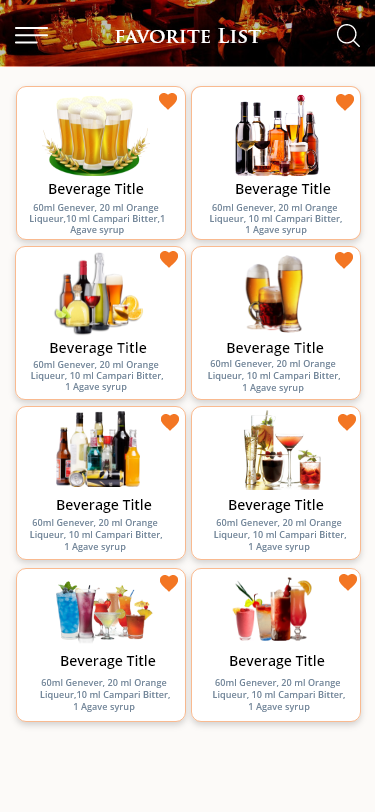 FAVORITE LIST
Beverage Title
60ml Genever, 20 ml Orange
Liqueur,10 ml Campari Bitter,1
Agave syrup
Beverage Title
60ml Genever, 20 ml Orange
Liqueur, 10 ml Campari Bitter,
1 Agave syrup
Beverage Title
60ml Genever, 20 ml Orange
Liqueur, 10 ml Campari Bitter,
1 Agave syrup
Beverage Title
60ml Genever, 20 ml Orange
Liqueur, 10 ml Campari Bitter,
1 Agave syrup
Beverage Title
60ml Genever, 20 ml Orange
Liqueur, 10 ml Campari Bitter,
1 Agave syrup
Beverage Title
60ml Genever, 20 ml Orange
Liqueur, 10 ml Campari Bitter,
1 Agave syrup
Beverage Title
60ml Genever, 20 ml Orange
Liqueur,10 ml Campari Bitter,
1 Agave syrup
Beverage Title
60ml Genever, 20 ml Orange
Liqueur, 10 ml Campari Bitter,
1 Agave syrup